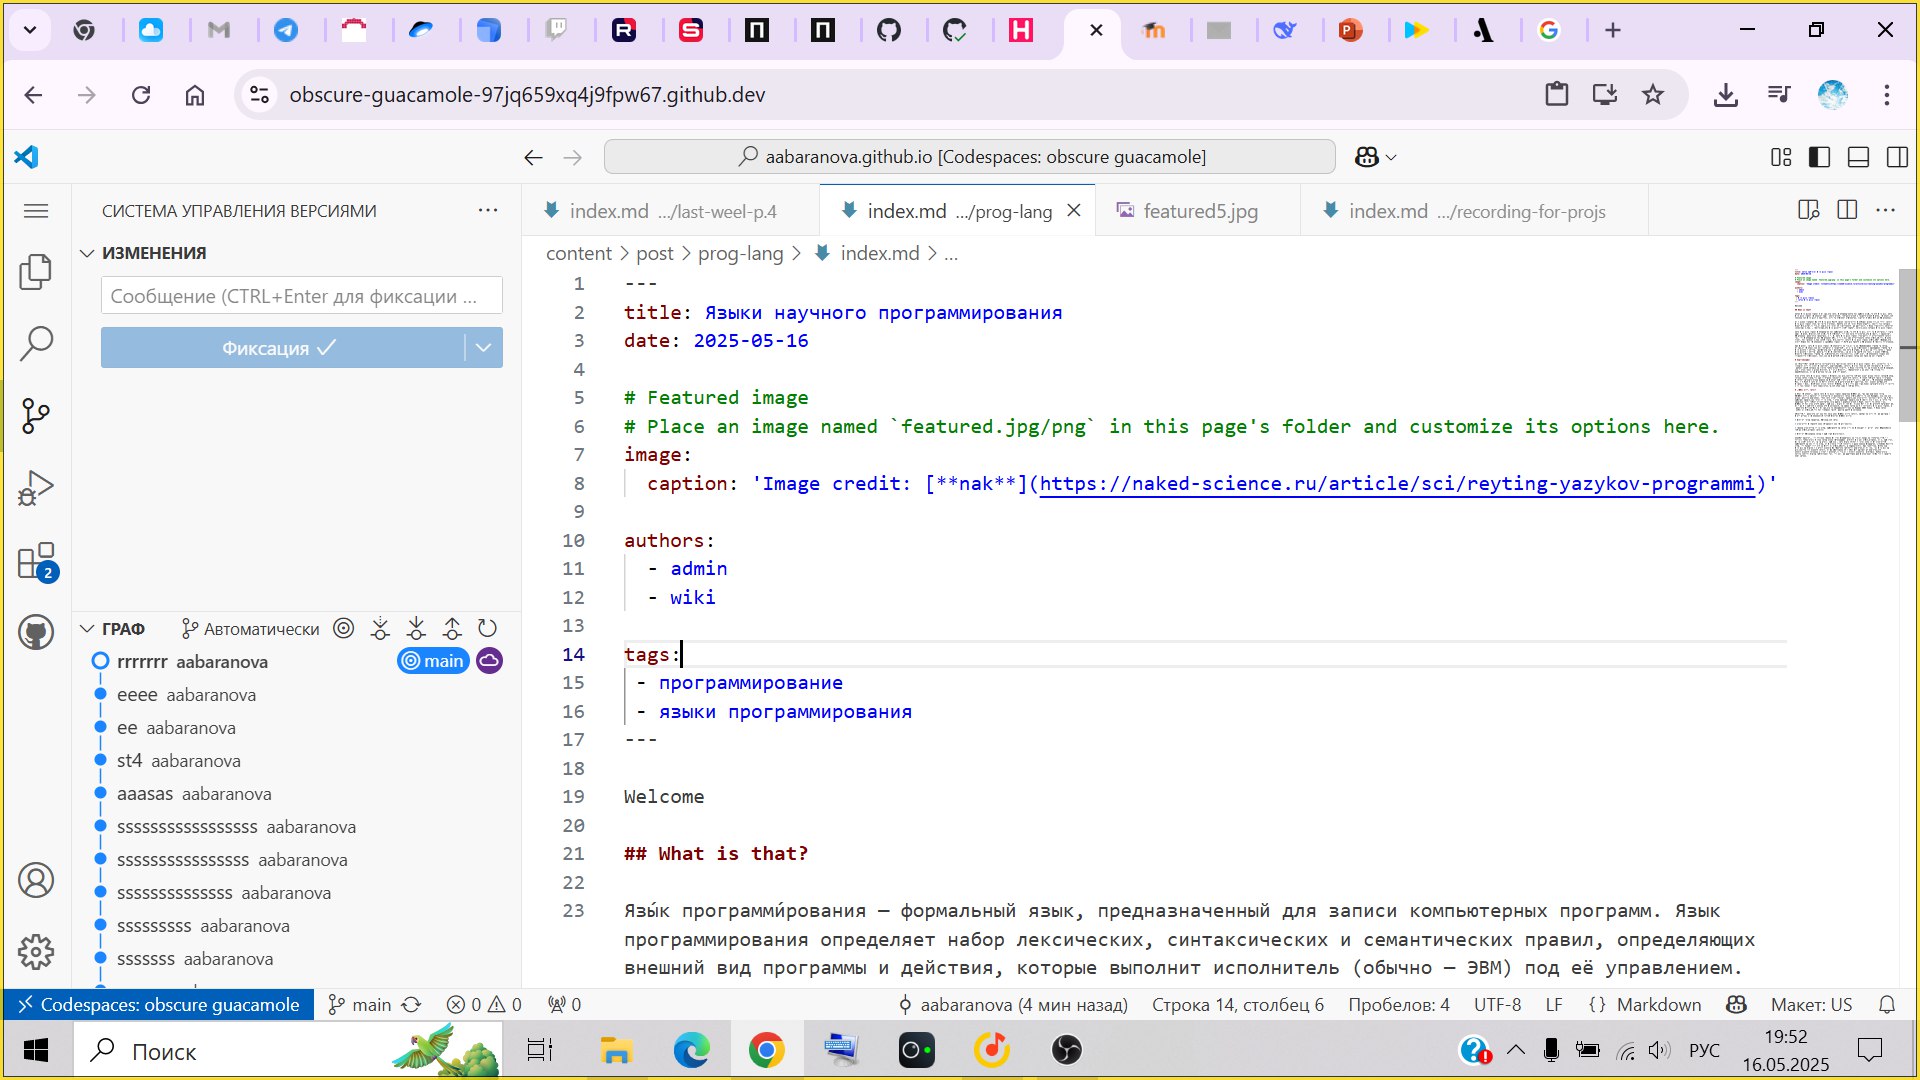 obscure-guacamole-97jq659xq4j9fpw67.github.dev
aabaranova.github.io [Codespaces: obscure guacamole]
СИСТЕМА УПРАВЛЕНИЯ ВЕРСИЯМИ
index.md .../last-weel-p.4
index.md .../prog-lang
featured5.jpg
index.md .../recording-for-projs
ИЗМЕНЕНИЯ
Сообщение (CTRL+Enter для фиксации ...
Фиксация
2
ГРАФ
Автоматически
rrrrrrr aabaranova
main
eeee aabaranova
ee aabaranova
st4 aabaranova
aaasas aabaranova
sssssssssssssssss aabaranova
ssssssssssssssss aabaranova
ssssssssssssss aabaranova
sssssssss aabaranova
sssssss aabaranova
content > post > prog-lang > index.md > ...
1 ---
2 title: Языки научного программирования
3 date: 2025-05-16
4
5 # Featured image
6 # Place an image named `featured.jpg/png` in this page's folder and customize its options here.
7 image:
8 caption: 'Image credit: [**nak**](https://naked-science.ru/article/sci/reyting-yazykov-programmi)'
9
10 authors:
11 - admin
12 - wiki
13
14 tags:
15 - программирование
16 - языки программирования
17 ---
18
19 Welcome
20
21 ## What is that?
22
23 Язы́к программи́рования — формальный язык, предназначенный для записи компьютерных программ. Язык
программирования определяет набор лексических, синтаксических и семантических правил, определяющих
внешний вид программы и действия, которые выполнит исполнитель (обычно — ЭВМ) под её управлением.
Codespaces: obscure guacamole
main
0
0
0
aabaranova (4 мин назад)
Строка 14, столбец 6
Пробелов: 4
UTF-8
LF
{ } Markdown
Макет: US
Поиск
РУС
19:52
16.05.2025